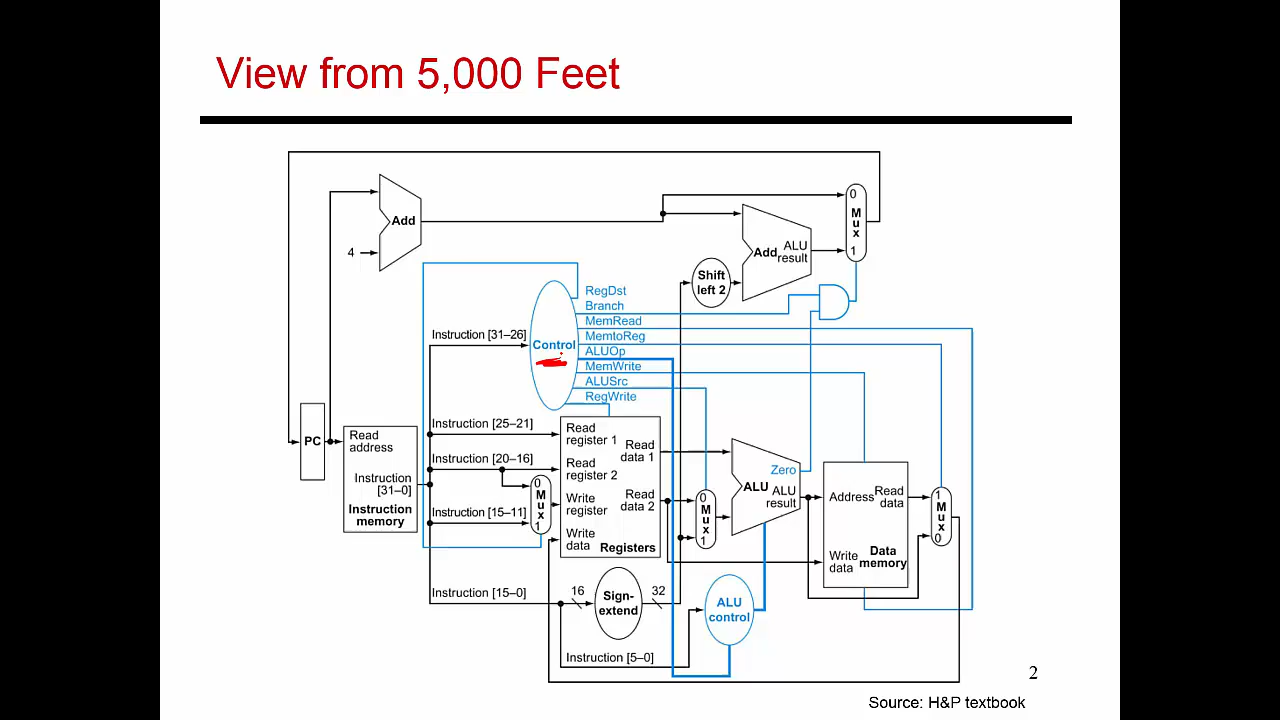 View from 5,000 Feet
Add
4
Shift
left 2
Add
ALU
result
0
M
u
x
1
RegDst
Branch
MemRead
MemtoReg
ALUOp
MemWrite
ALUSrc
RegWrite
Control
Instruction [31–26]
Instruction [25–21]
Instruction [20–16]
Instruction [15–11]
Instruction [15–0]
Instruction [5–0]
PC
Read
address
Instruction
[31–0]
Instruction
memory
0
M
u
x
1
Read
register 1
Read
register 2
Write
register
Write
data
Read
data 1
Read
data 2
Registers
16
Sign-
extend
32
0
M
u
x
1
Zero
ALU
ALU
result
ALU
control
Address
Read
data
Write
data
Data
memory
1
M
u
x
0
2
Source: H&P textbook